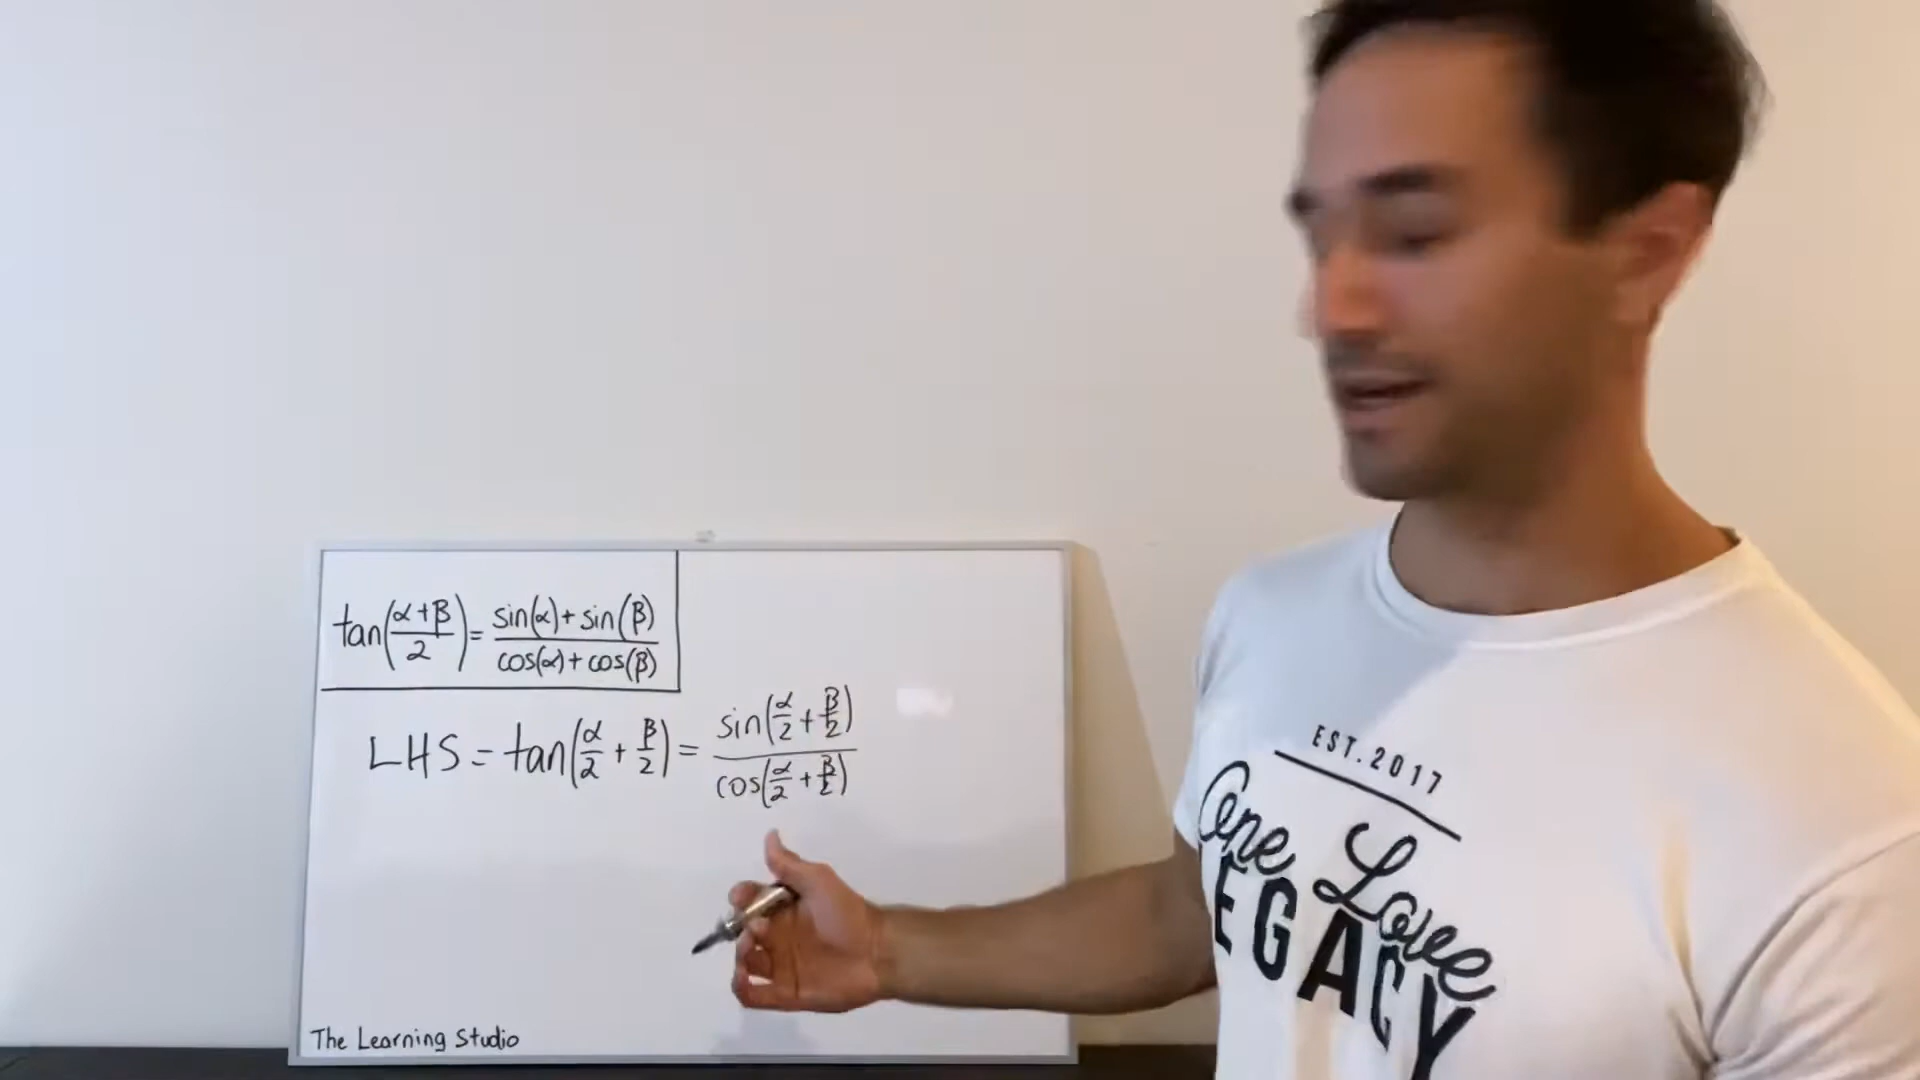 tan(α+β/2) = sin(α)+sin(β)/cos(α)+cos(β)
LHS = tan(α/2 + β/2) = sin(α/2 + β/2)/cos(α/2 + β/2)
The Learning Studio
EST. 2017
One Love
LEGACY